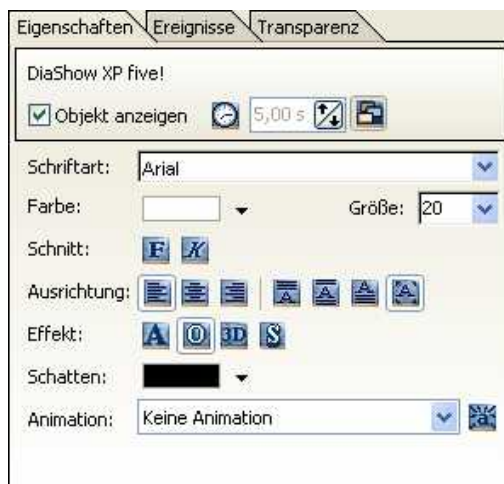 Eigenschaften Ereignisse Transparenz
DiaShow XP five!
Objekt anzeigen 5,00 s
Schriftart: Arial
Farbe: Größe: 20
Schnitt: F K
Ausrichtung: A A A A
Effekt: A O 3D S
Schatten:
Animation: Keine Animation a